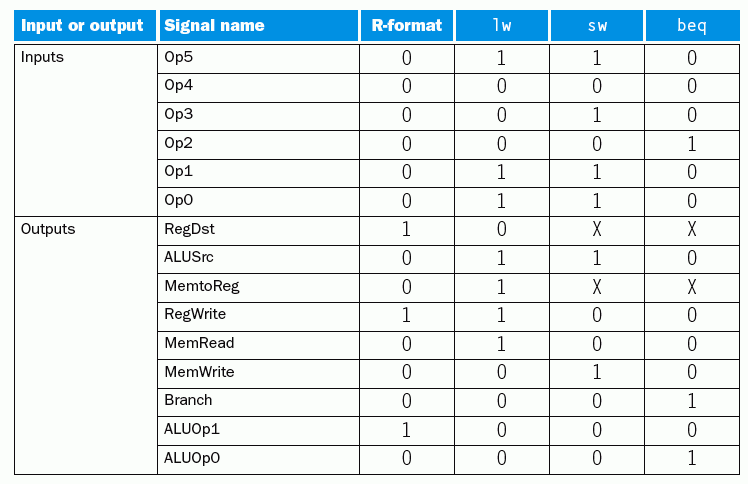 Input or output Signal name R-format lw sw beq
Inputs Op5 0 1 1 0
Op4 0 0 0 0
Op3 0 0 1 0
Op2 0 0 0 1
Op1 0 1 1 0
Op0 0 1 1 0
Outputs RegDst 1 0 X X
ALUSrc 0 1 1 0
MemtoReg 0 1 X X
RegWrite 1 1 0 0
MemRead 0 1 0 0
MemWrite 0 0 1 0
Branch 0 0 0 1
ALUOp1 1 0 0 0
ALUOp0 0 0 0 1